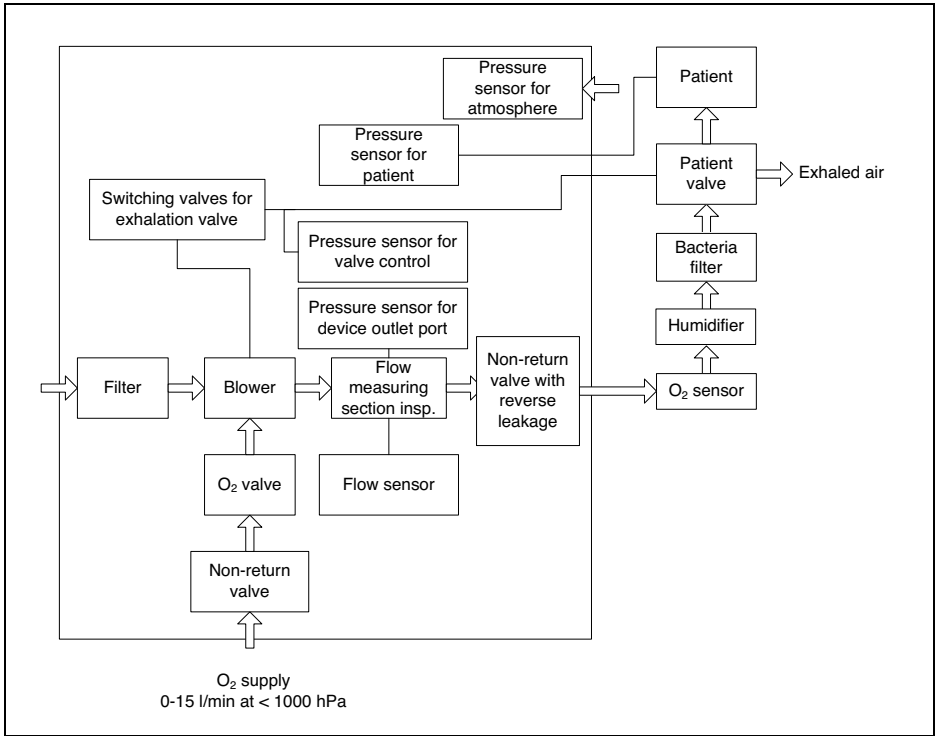 Pressure
sensor for
atmosphere
Patient
Pressure
sensor for
patient
Patient
valve
Exhaled air
Switching valves for
exhalation valve
Pressure sensor for
valve control
Bacteria
filter
Pressure sensor for
device outlet port
Humidifier
Filter
Blower
Flow
measuring
section insp.
Non-return
valve with
reverse
leakage
O₂ sensor
O₂ valve
Flow sensor
Non-return
valve
O₂ supply
0-15 l/min at < 1000 hPa